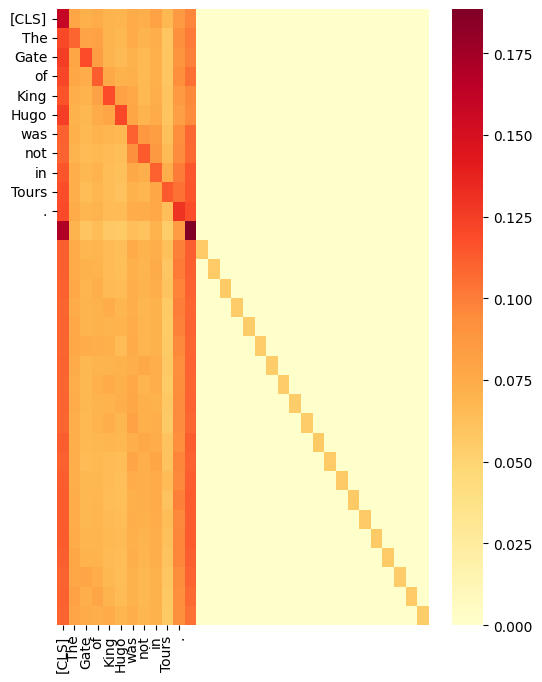 [CLS]
The
Gate
of
King
Hugo
was
not
in
Tours
.
0.175
0.150
0.125
0.100
0.075
0.050
0.025
0.000
[CLS] The Gate of King Hugo was not in Tours .